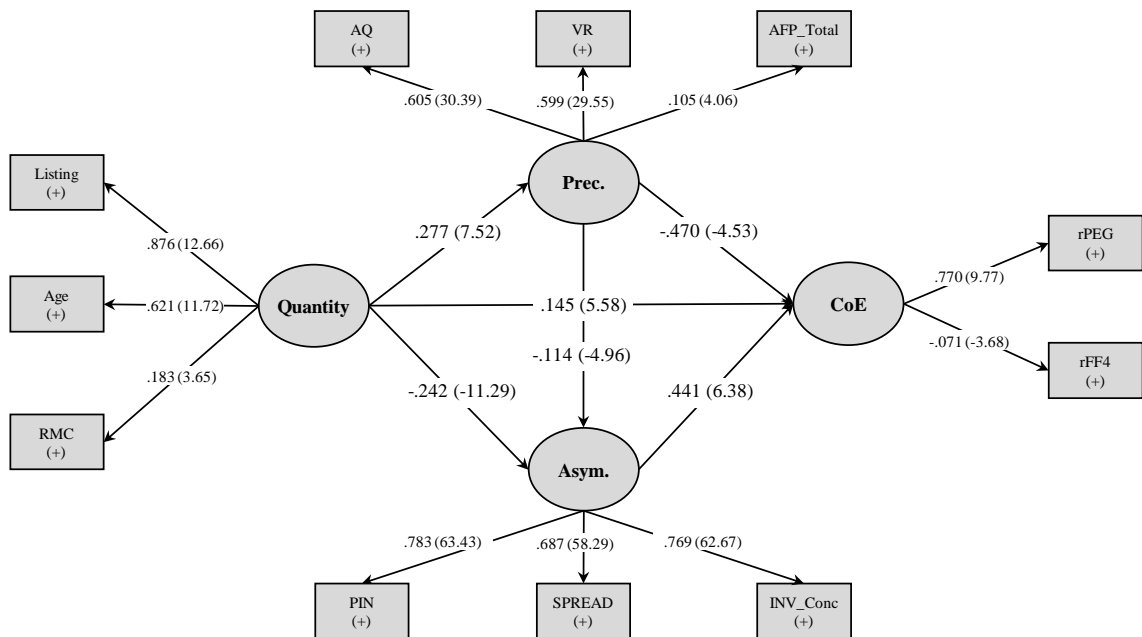 AQ
(+)
VR
(+)
AFP_Total
(+)
.605 (30.39)
.599 (29.55)
.105 (4.06)
Listing
(+)
Prec.
.876 (12.66)
.277 (7.52)
-.470 (-4.53)
rPEG
(+)
.770 (9.77)
Age
(+)
.621 (11.72)
Quantity
.145 (5.58)
CoE
-.114 (-4.96)
-.071 (-3.68)
rFF4
(+)
.183 (3.65)
-.242 (-11.29)
.441 (6.38)
RMC
(+)
Asym.
.783 (63.43)
.687 (58.29)
.769 (62.67)
PIN
(+)
SPREAD
(+)
INV_Conc
(+)